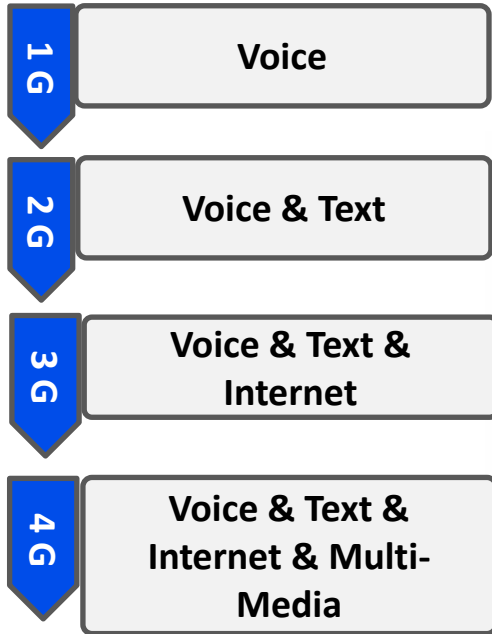 1 G
Voice
2 G
Voice & Text
3 G
Voice & Text &
Internet
4 G
Voice & Text &
Internet & Multi-
Media